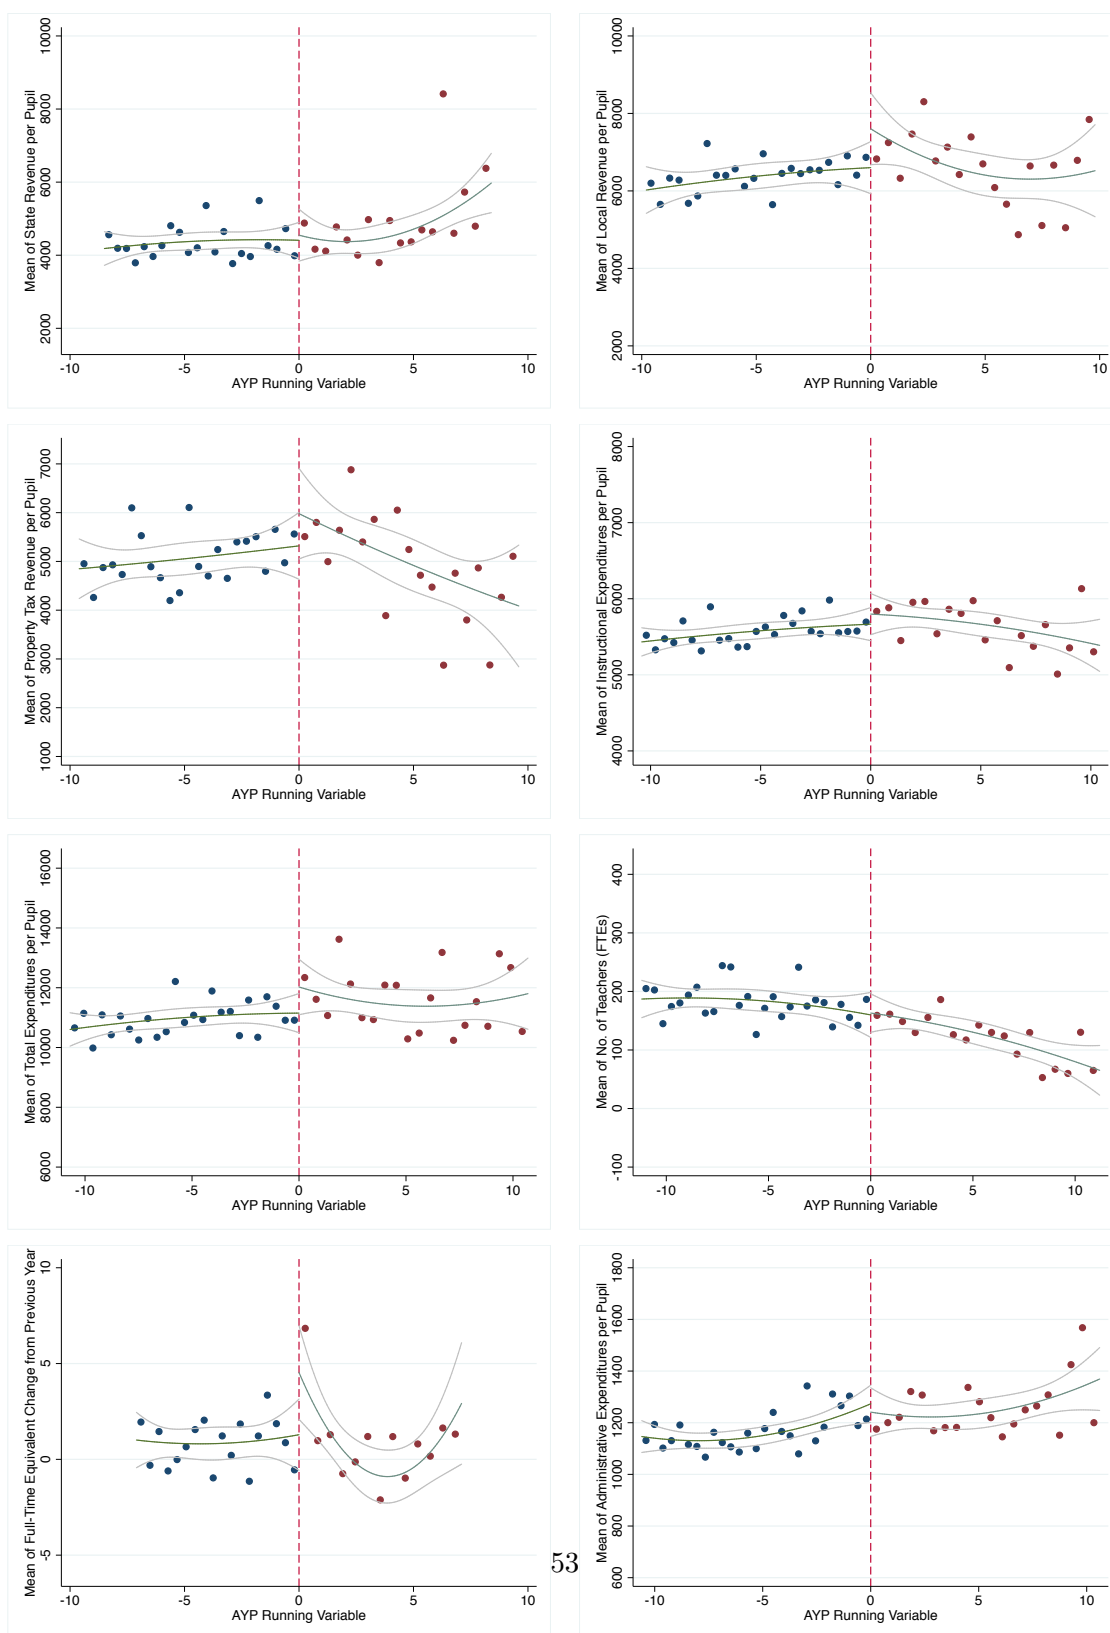 Mean of State Revenue per Pupil
10000
8000
6000
4000
2000
-10 -5 0 5 10
AYP Running Variable
Mean of Local Revenue per Pupil
10000
8000
6000
4000
2000
-10 -5 0 5 10
AYP Running Variable
Mean of Property Tax Revenue per Pupil
7000
6000
5000
4000
3000
2000
1000
-10 -5 0 5 10
AYP Running Variable
Mean of Instructional Expenditures per Pupil
8000
7000
6000
5000
4000
-10 -5 0 5 10
AYP Running Variable
Mean of Total Expenditures per Pupil
16000
14000
12000
10000
8000
6000
-10 -5 0 5 10
AYP Running Variable
Mean of No. of Teachers (FTEs)
400
300
200
100
0
-100
-10 -5 0 5 10
AYP Running Variable
Mean of Full-Time Equivalent Change from Previous Year
10
5
0
-5
-10 -5 0 5 10
AYP Running Variable
Mean of Administrative Expenditures per Pupil
1800
1600
1400
1200
1000
800
600
-10 -5 0 5 10
AYP Running Variable
53